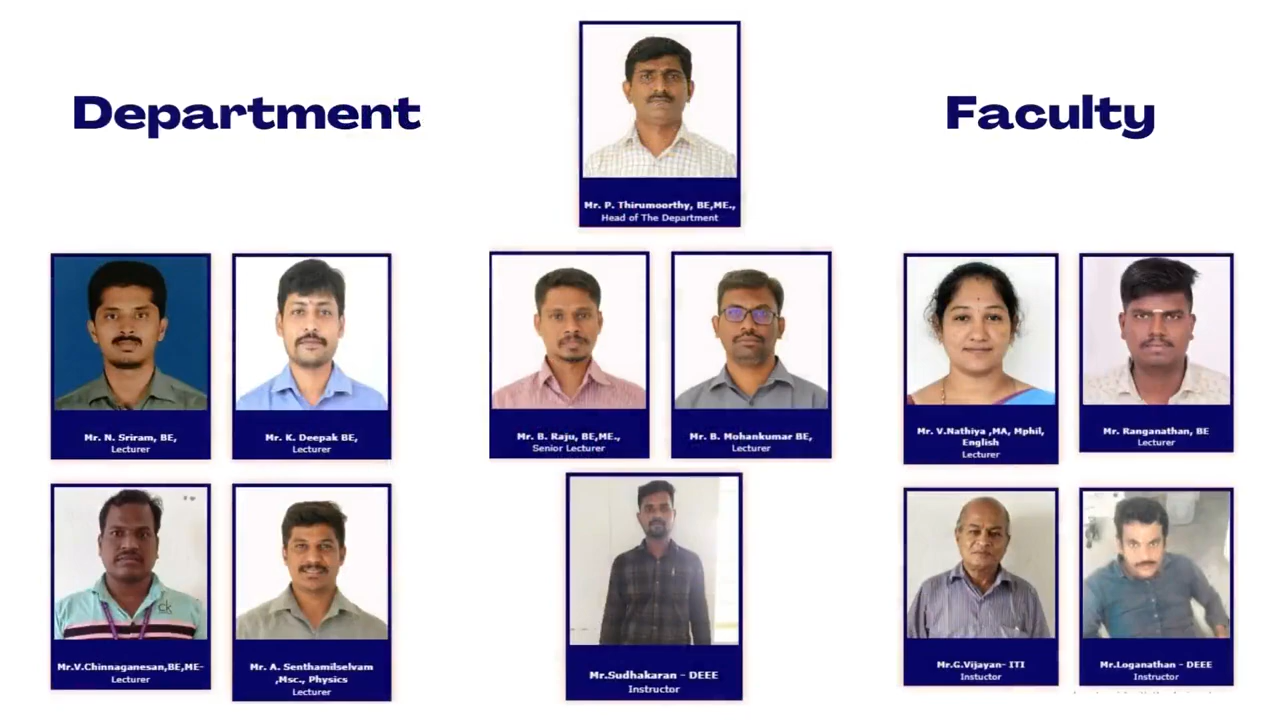 Department
Faculty
Mr. P. Thirumoorthy, BE,ME.,
Head of The Department
Mr. N. Sriram, BE,
Lecturer
Mr. K. Deepak BE,
Lecturer
Mr. B. Raju, BE,ME.,
Senior Lecturer
Mr. B. Mohankumar BE,
Lecturer
Mr. V.Nathiya ,MA, Mphil,
English
Lecturer
Mr. Ranganathan, BE
Lecturer
Mr.V.Chinnaganesan,BE,ME-
Lecturer
ck
Mr. A. Senthamilselvam
,Msc., Physics
Lecturer
Mr.Sudhakaran - DEEE
Instructor
Mr.G.Vijayan- ITI
Instuctor
Mr.Loganathan - DEEE
Instuctor